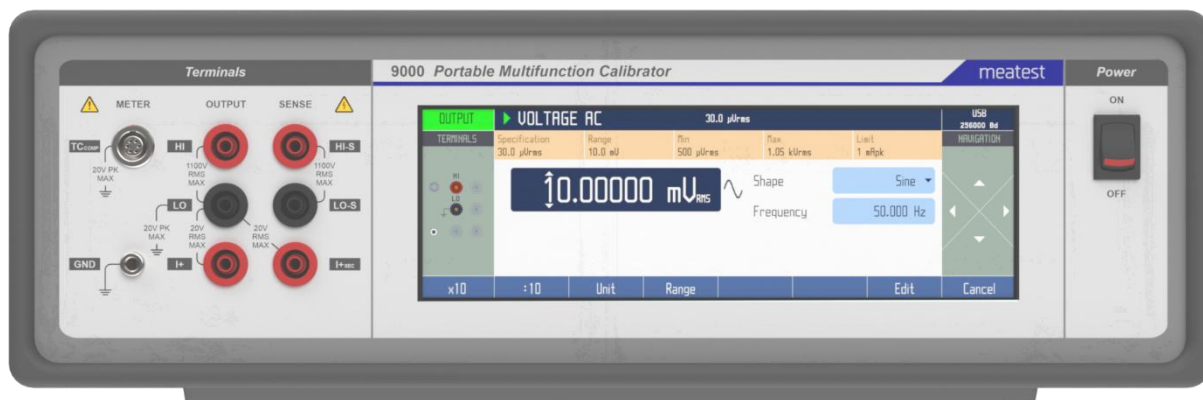 Terminals
METER OUTPUT SENSE
TCCOMP HI HI-S
20V PK MAX
1100V RMS MAX
1100V RMS MAX
LO LO-S
20V PK MAX
20V RMS MAX
20V RMS MAX
GND I+ I+SEC
9000 Portable Multifunction Calibrator
meatest
OUTPUT VOLTAGE AC 30.0 µVrms USB
256000 Bd
TERMINALS Specification Range Min Max Limit NAVIGATION
30.0 µVrms 10.0 mV 500 µVrms 1.05 kVrms 1 mApk
HI
LO
10.00000 mVRMS
Shape Sine
Frequency 50.000 Hz
x10 :10 Unit Range Edit Cancel
Power
ON
OFF